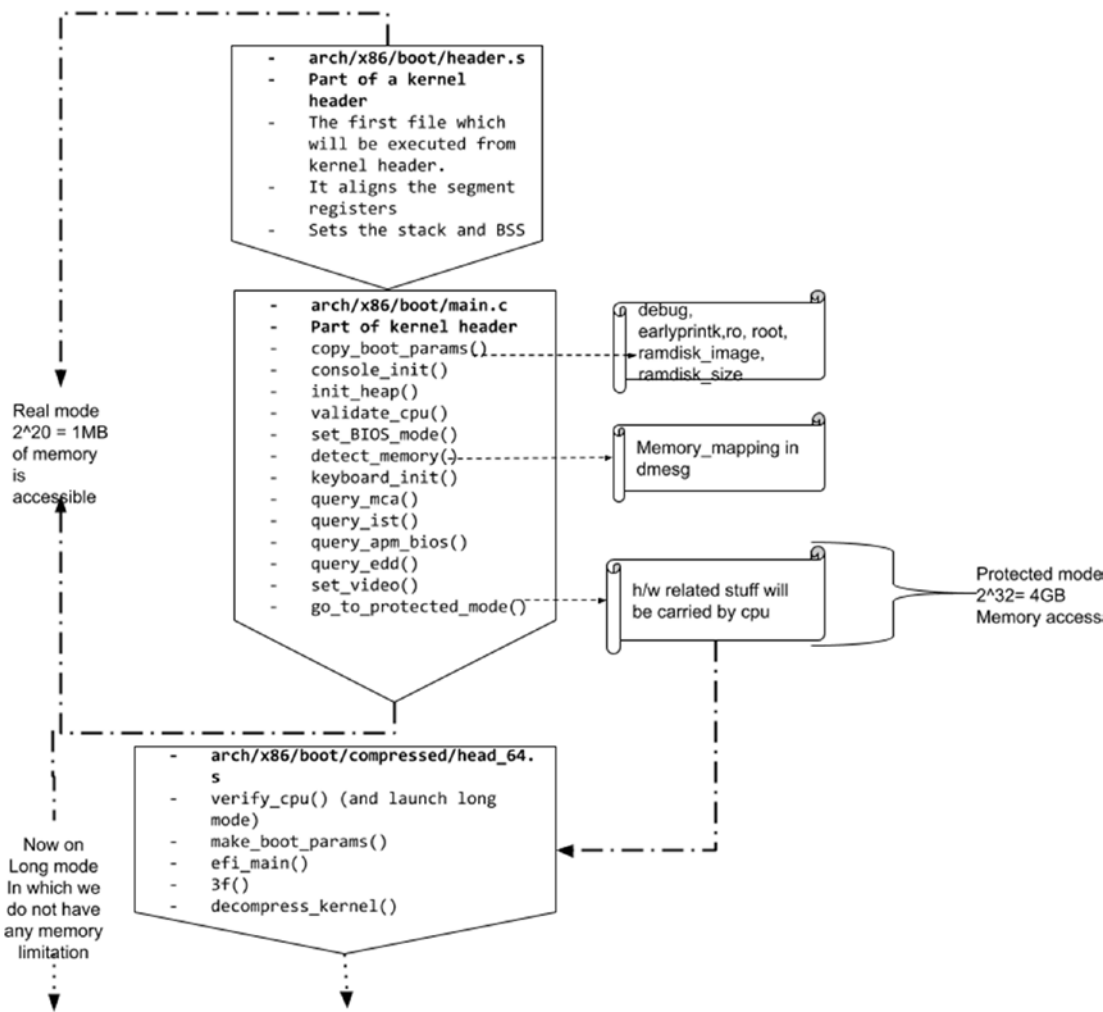 - arch/x86/boot/header.s
- Part of a kernel
header
- The first file which
will be executed from
kernel header.
- It aligns the segment
registers
- Sets the stack and BSS
- arch/x86/boot/main.c
- Part of kernel header
- copy_boot_params()
- console_init()
- init_heap()
- validate_cpu()
- set_BIOS_mode()
- detect_memory()
- keyboard_init()
- query_mca()
- query_ist()
- query_apm_bios()
- query_edd()
- set_video()
- go_to_protected_mode()
debug,
earlyprintk,ro, root,
ramdisk_image,
ramdisk_size
Memory_mapping in
dmesg
h/w related stuff will
be carried by cpu
Protected mode
2^32= 4GB
Memory access
Real mode
2^20 = 1MB
of memory
is
accessible
- arch/x86/boot/compressed/head_64.
s
- verify_cpu() (and launch long
mode)
- make_boot_params()
- efi_main()
- 3f()
- decompress_kernel()
Now on
Long mode
In which we
do not have
any memory
limitation